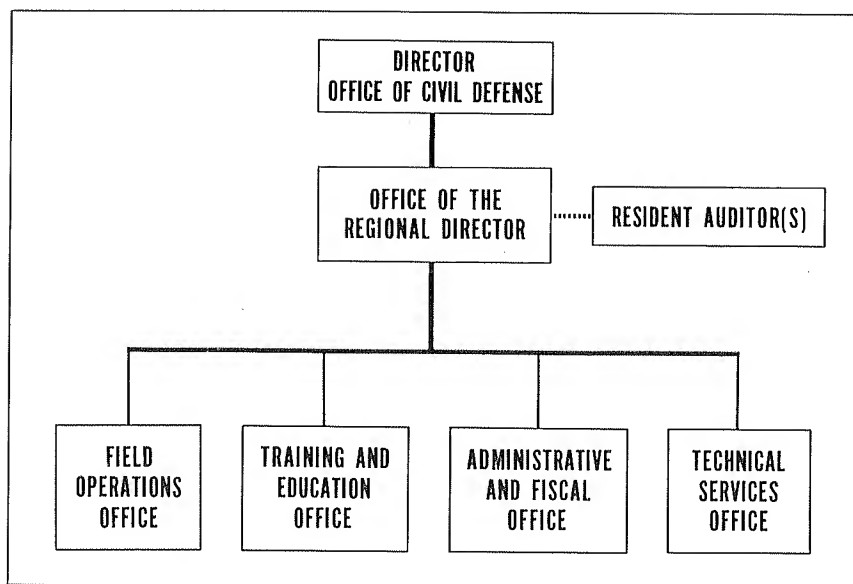 DIRECTOR
OFFICE OF CIVIL DEFENSE
OFFICE OF THE
REGIONAL DIRECTOR
RESIDENT AUDITOR(S)
FIELD
OPERATIONS
OFFICE
TRAINING AND
EDUCATION
OFFICE
ADMINISTRATIVE
AND FISCAL
OFFICE
TECHNICAL
SERVICES
OFFICE